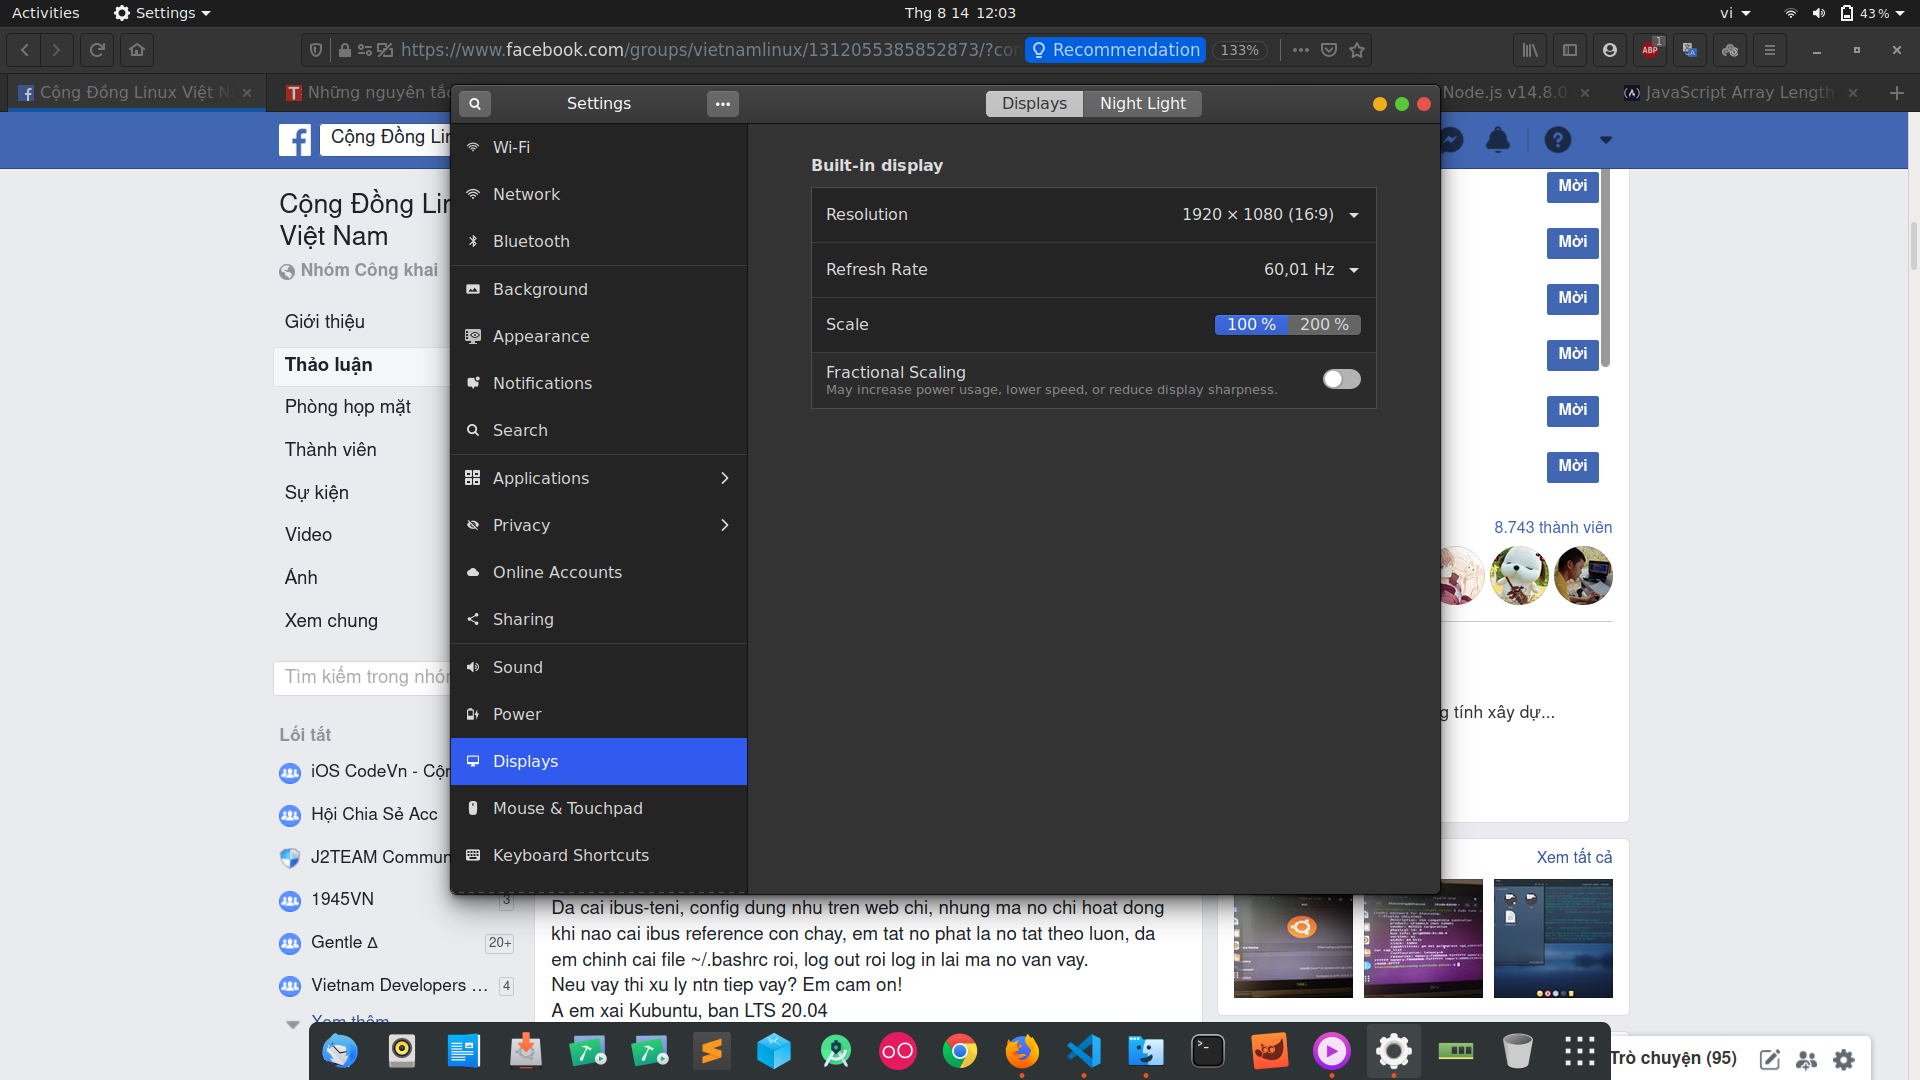 Activities
Settings
Thg 8 14 12:03
vi
43 %
https://www.facebook.com/groups/vietnamlinux/1312055385852873/?con
Recommendation
133%
ABP
1
Cộng Đồng Linux Việt N
Những nguyên tắc
Node.js v14.8.0
JavaScript Array Length
Cộng Đồng Lin
Settings
Displays
Night Light
Wi-Fi
Network
Bluetooth
Background
Appearance
Notifications
Search
Applications
Privacy
Online Accounts
Sharing
Sound
Power
Displays
Mouse & Touchpad
Keyboard Shortcuts
Built-in display
Resolution
1920 × 1080 (16:9)
Refresh Rate
60,01 Hz
Scale
100 %
200 %
Fractional Scaling
May increase power usage, lower speed, or reduce display sharpness.
Cộng Đồng Lin
Việt Nam
Nhóm Công khai
Giới thiệu
Thảo luận
Phòng họp mặt
Thành viên
Sự kiện
Video
Ảnh
Xem chung
Tìm kiếm trong nhón
Lối tắt
iOS CodeVn - Cộn
Hội Chia Sẻ Acc
J2TEAM Commun
1945VN
3
Gentle Δ
20+
Vietnam Developers ...
4
Xem thêm
Mời
Mời
Mời
Mời
Mời
Mời
8.743 thành viên
g tính xây dự...
Xem tất cả
Da cai ibus-teni, config dung nhu tren web chi, nhung ma no chi hoat dong
khi nao cai ibus reference con chay, em tat no phat la no tat theo luon, da
em chinh cai file ~/.bashrc roi, log out roi log in lai ma no van vay.
Neu vay thi xu ly ntn tiep vay? Em cam on!
A em xai Kubuntu, ban LTS 20.04
Trò chuyện (95)